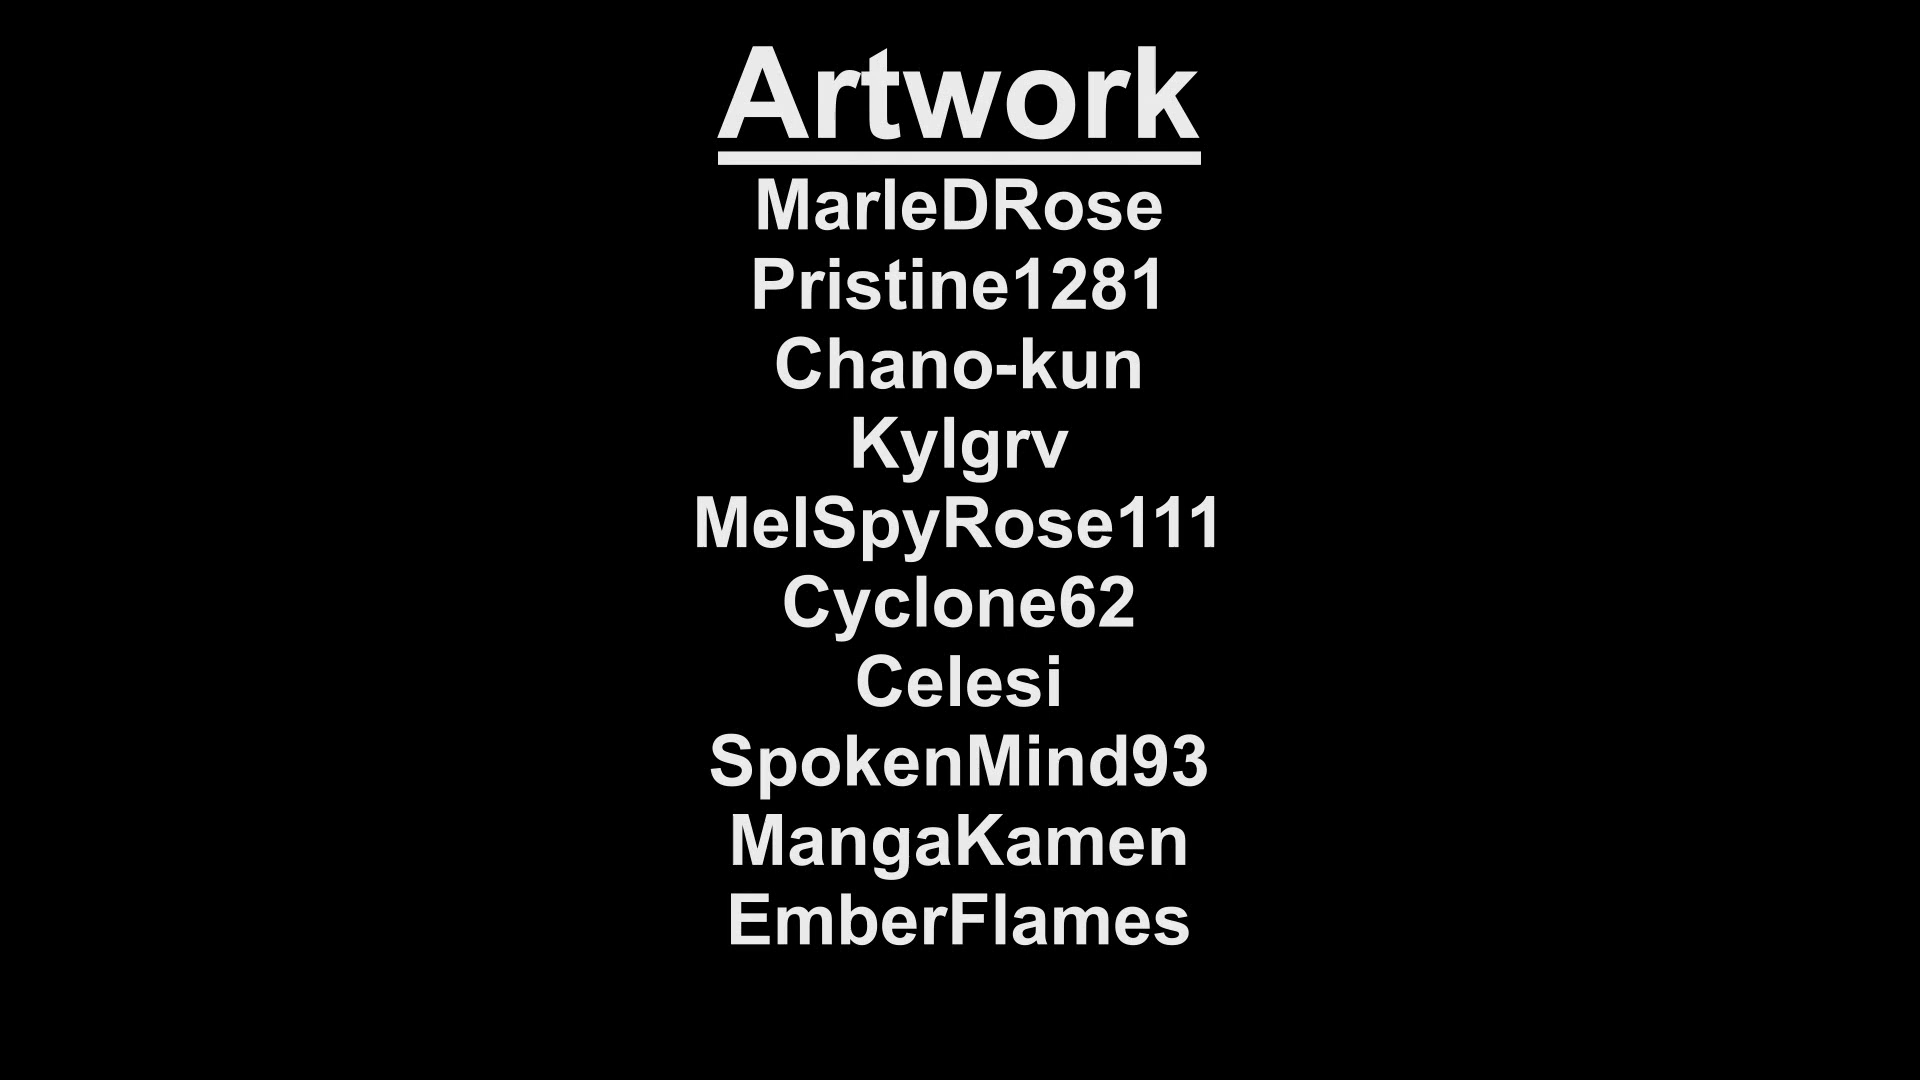 Artwork
MarleDRose
Pristine1281
Chano-kun
Kylgrv
MelSpyRose111
Cyclone62
Celesi
SpokenMind93
MangaKamen
EmberFlames